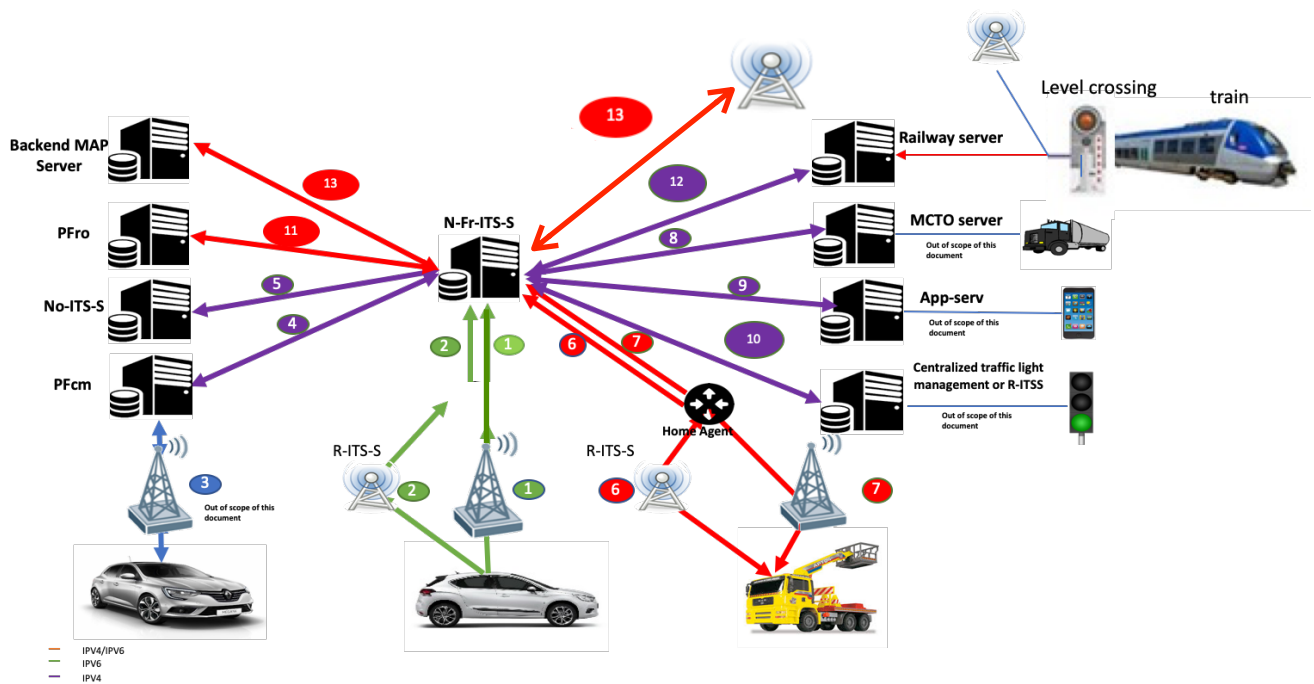 Level crossing
train
13
Backend MAP
Server
Railway server
13
12
PFro
11
N-Fr-ITS-S
8
MCTO server
Out of scope of this
document
No-ITS-S
5
4
9
App-serv
Out of scope of this
document
2
1
6
7
10
PFcm
Centralized traffic light
management or R-ITSS
Out of scope of this
document
Home Agent
R-ITS-S
R-ITS-S
3
Out of scope of this
document
2
1
6
7
IPV4/IPV6
IPV6
IPV4